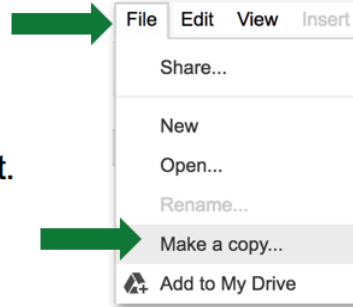 File Edit View Insert
Share...
New
Open...
t.
Rename...
Make a copy...
Add to My Drive